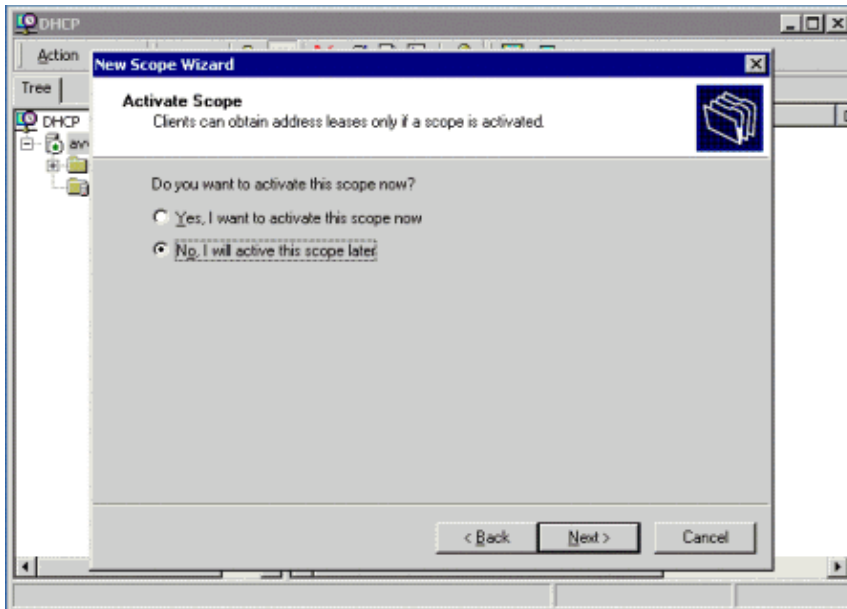 DHCP
Action
New Scope Wizard
Tree
Activate Scope
Clients can obtain address leases only if a scope is activated.
DHCP
Do you want to activate this scope now?
Yes, I want to activate this scope now
No, I will active this scope later
< Back
Next >
Cancel